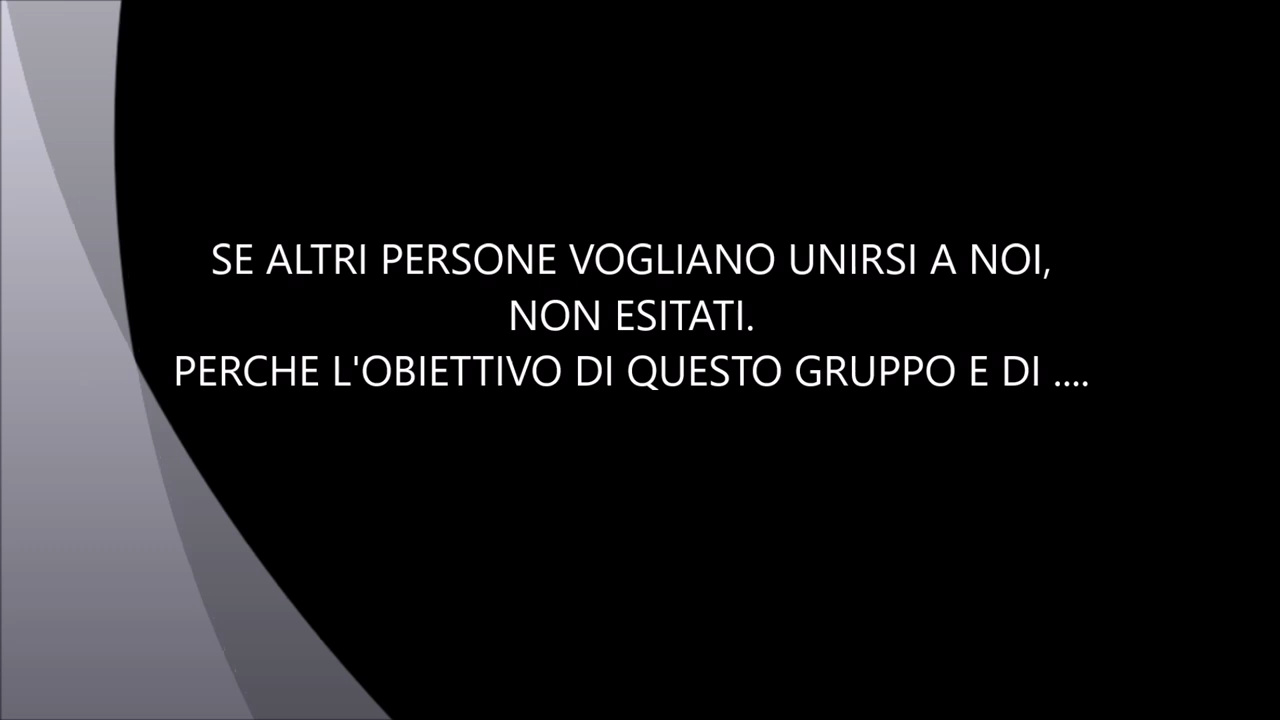 SE ALTRI PERSONE VOGLIANO UNIRSI A NOI,
NON ESITATI.
PERCHE L'OBIETTIVO DI QUESTO GRUPPO E DI ....